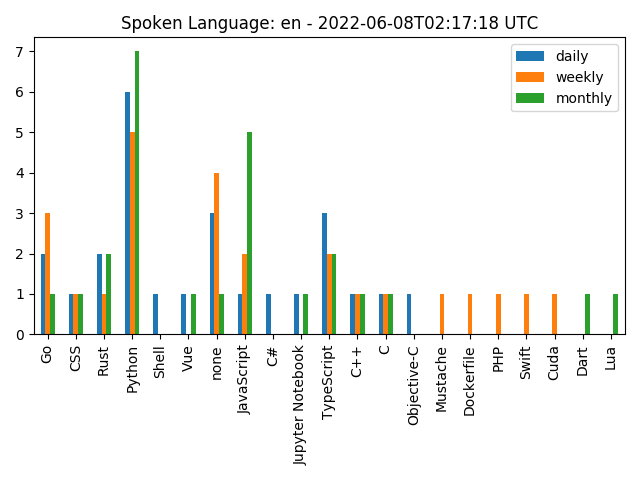 Spoken Language: en - 2022-06-08T02:17:18 UTC
daily
weekly
monthly
7
6
5
4
3
2
1
0
Go
CSS
Rust
Python
Shell
Vue
none
JavaScript
C#
Jupyter Notebook
TypeScript
C++
C
Objective-C
Mustache
Dockerfile
PHP
Swift
Cuda
Dart
Lua